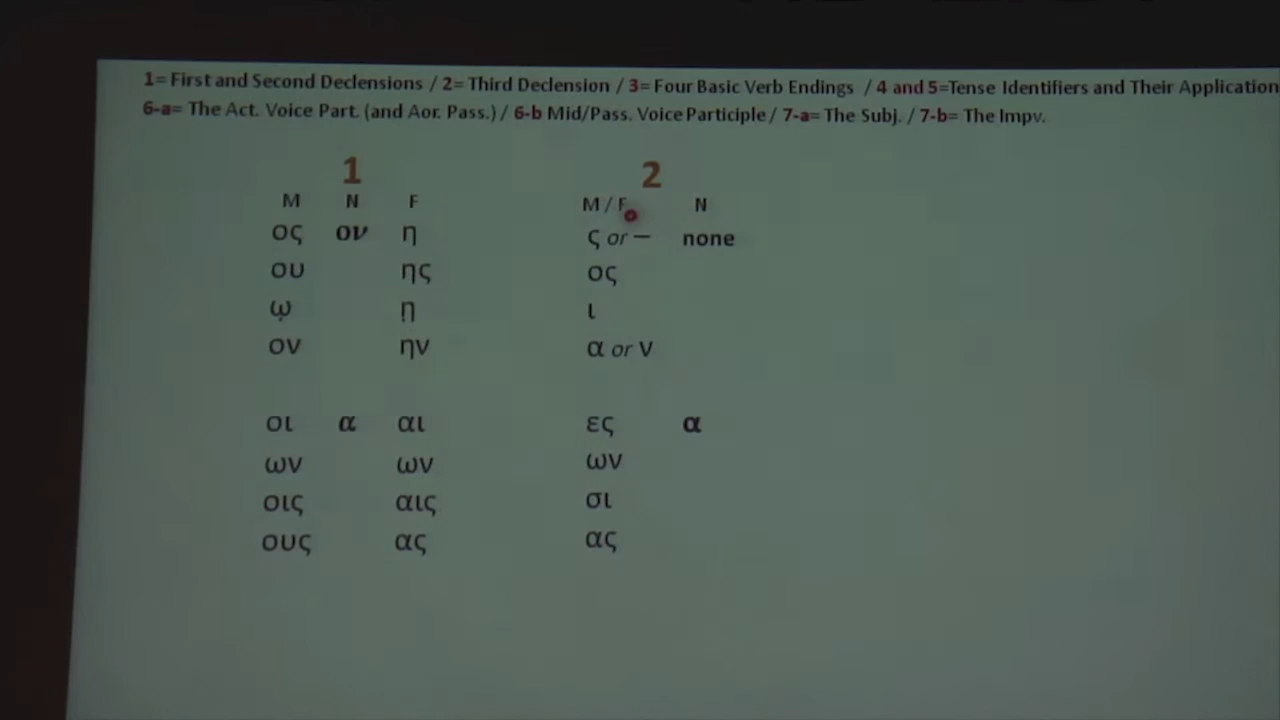 1= First and Second Declensions / 2= Third Declension / 3= Four Basic Verb Endings / 4 and 5=Tense Identifiers and Their Application
6-a= The Act. Voice Part. (and Aor. Pass.) / 6-b Mid/Pass. Voice Participle / 7-a= The Subj. / 7-b= The Impv.
1 2
M N F M / F N
ος ον η ς or — none
ου ης ος
ῳ ῃ ι
ον ην α or ν
οι α αι ες α
ων ων ων
οις αις σι
ους ας ας